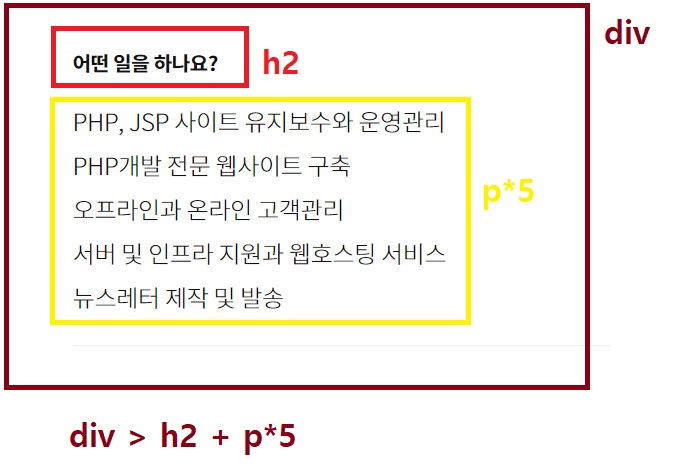 div
어떤 일을 하나요?
h2
PHP, JSP 사이트 유지보수와 운영관리
PHP개발 전문 웹사이트 구축
p*5
오프라인과 온라인 고객관리
서버 및 인프라 지원과 웹호스팅 서비스
뉴스레터 제작 및 발송
div > h2 + p*5